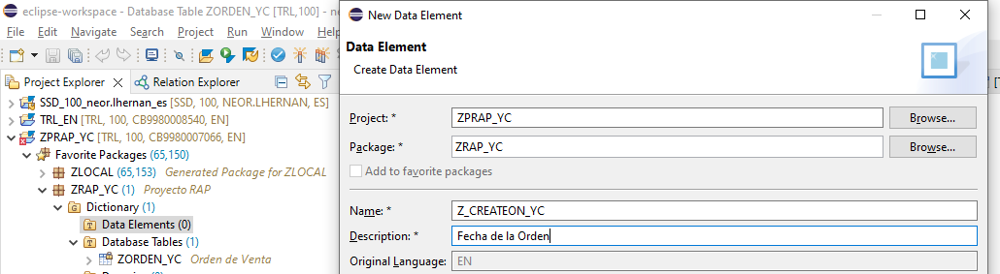 eclipse-workspace - Database Table ZORDEN_YC [TRL,100] - ne
File Edit Navigate Search Project Run Window Help
Project Explorer Relation Explorer
SSD_100_neor.lhernan_es [SSD, 100, NEOR.LHERNAN, ES]
TRL_EN [TRL, 100, CB9980008540, EN]
ZPRAP_YC [TRL, 100, CB9980007066, EN]
Favorite Packages (65,150)
ZLOCAL (65,153) Generated Package for ZLOCAL
ZRAP_YC (1) Proyecto RAP
Dictionary (1)
Data Elements (0)
Database Tables (1)
ZORDEN_YC Orden de Venta
New Data Element
Data Element
Create Data Element
Project: * ZPRAP_YC Browse...
Package: * ZRAP_YC Browse...
Add to favorite packages
Name: * Z_CREATEON_YC
Description: * Fecha de la Orden
Original Language: EN